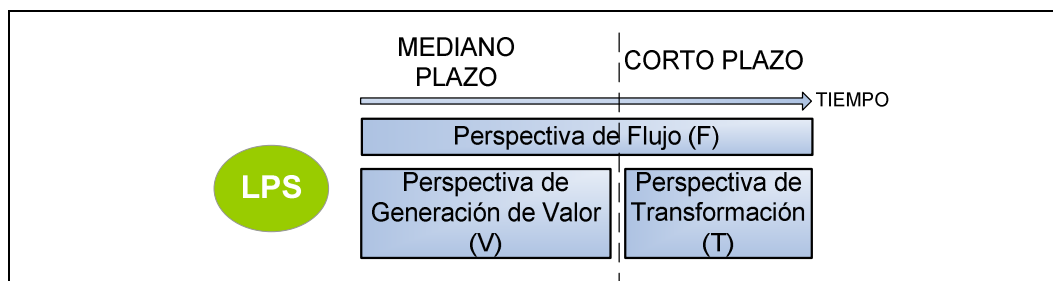 MEDIANO
PLAZO
CORTO PLAZO
TIEMPO
Perspectiva de Flujo (F)
LPS
Perspectiva de
Generación de Valor
(V)
Perspectiva de
Transformación
(T)